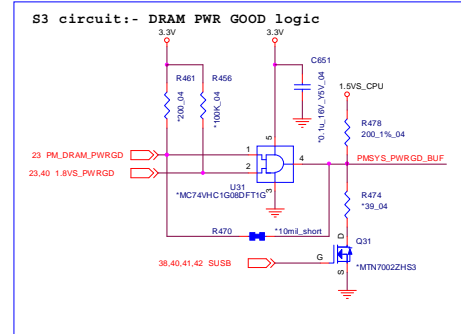 S3 circuit:- DRAM PWR GOOD logic
3.3V
3.3V
C651
*0.1u_16V_Y5V_04
R461
*200_04
R456
*100K_04
1.5VS_CPU
R478
200_1%_04
23 PM_DRAM_PWRGD
23,40 1.8VS_PWRGD
1
2
5
4
3
U31
*MC74VHC1G08DFT1G
PMSYS_PWRGD_BUF
R474
*39_04
R470
*10mil_short
38,40,41,42 SUSB
G
D
S
Q31
*MTN7002ZHS3